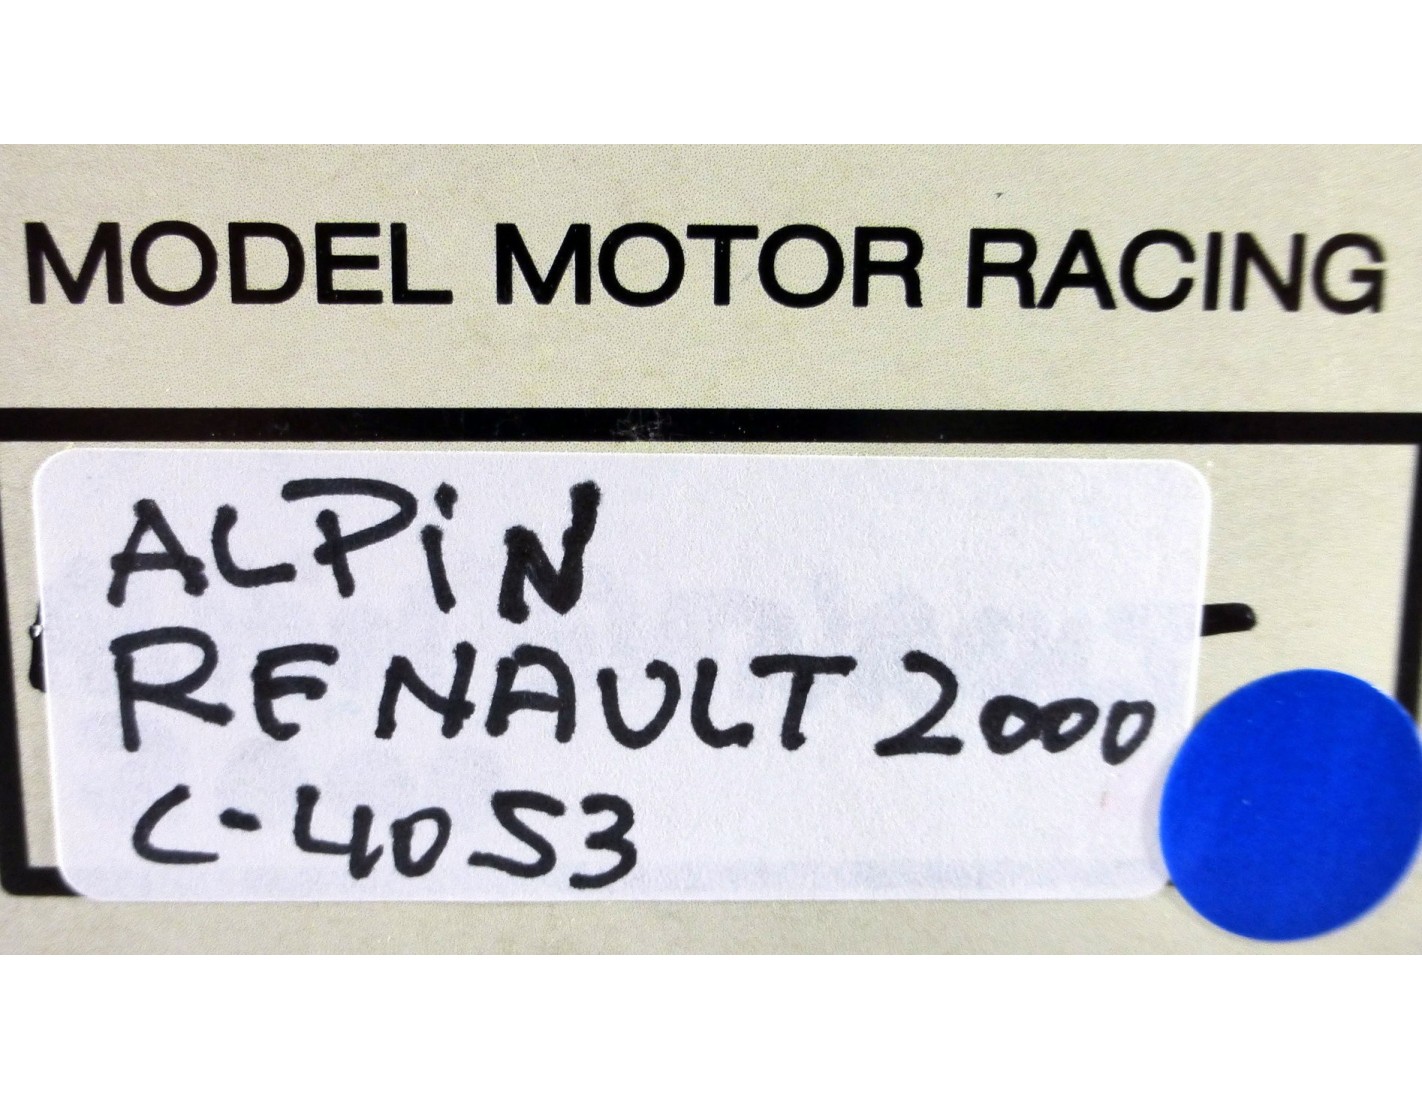 MODEL MOTOR RACING
ALPiN
RENAULT 2000
C-4053